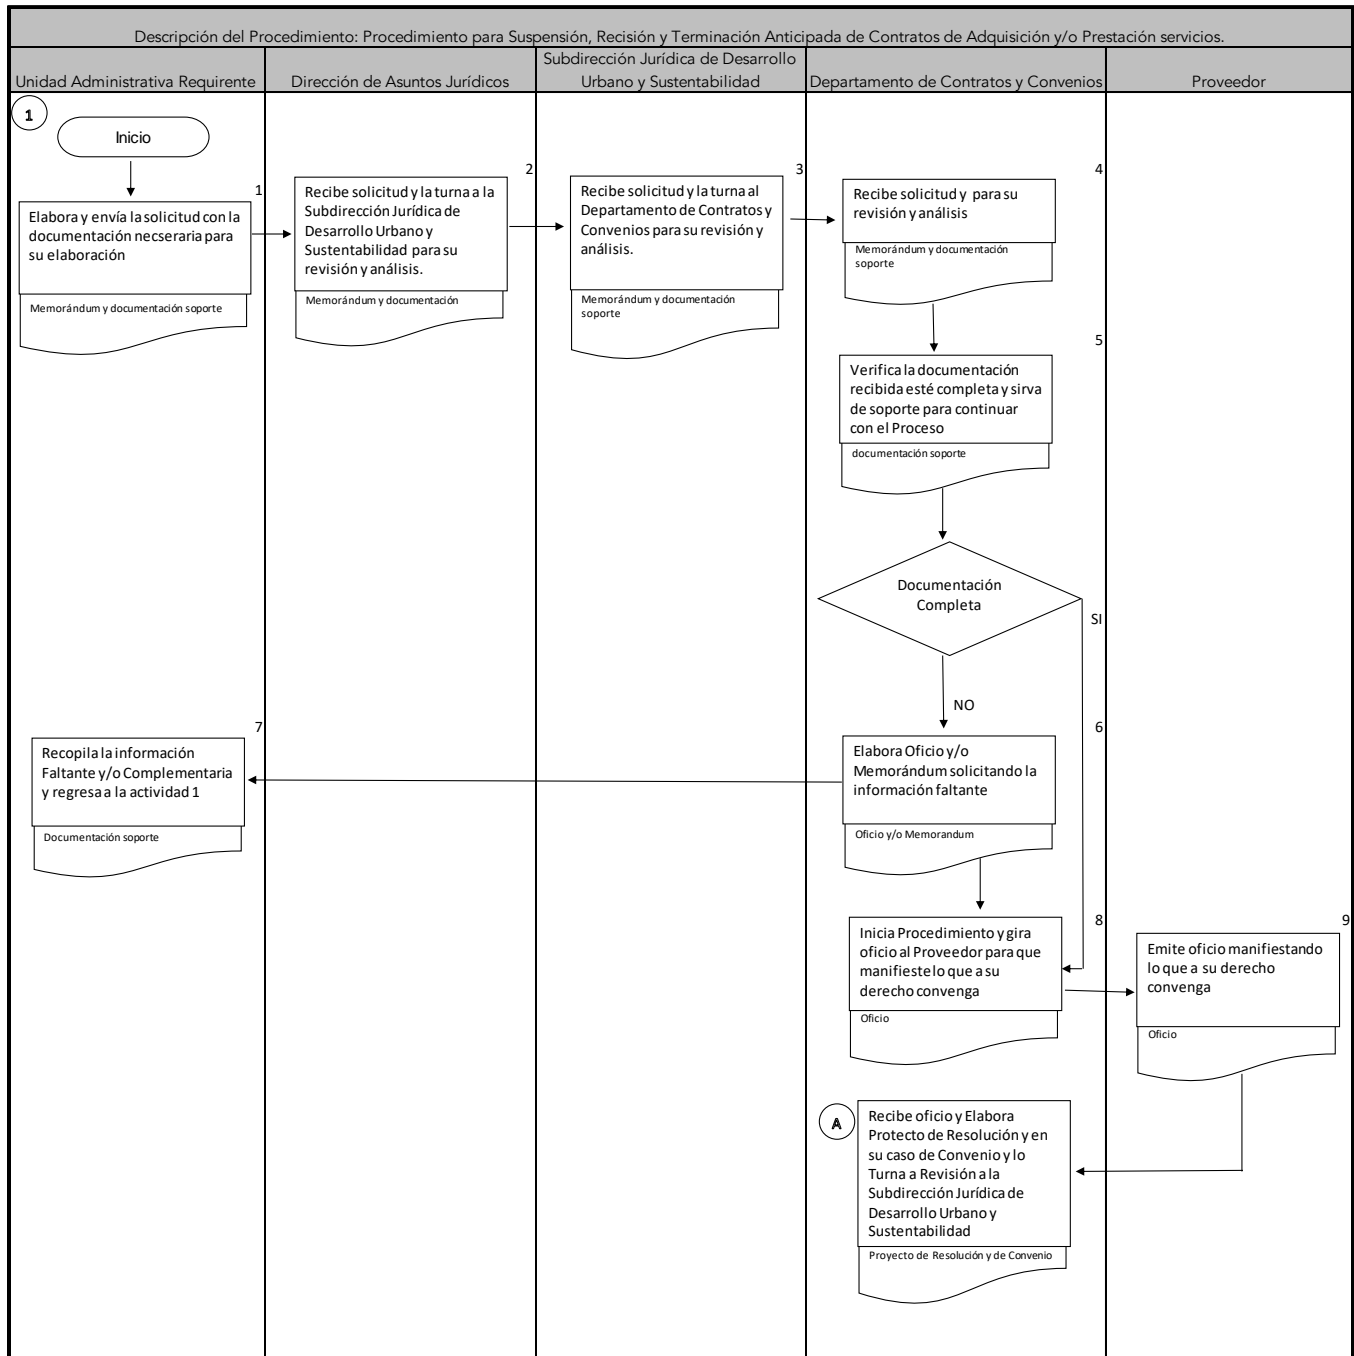 Descripción del Procedimiento: Procedimiento para Suspensión, Recisión y Terminación Anticipada de Contratos de Adquisición y/o Prestación servicios.
Unidad Administrativa Requirente
Dirección de Asuntos Jurídicos
Subdirección Jurídica de Desarrollo
Urbano y Sustentabilidad
Departamento de Contratos y Convenios
Proveedor
1
Inicio
1
Elabora y envía la solicitud con la
documentación necseraria para
su elaboración
Memorándum y documentación soporte
2
Recibe solicitud y la turna a la
Subdirección Jurídica de
Desarrollo Urbano y
Sustentabilidad para su
revisión y análisis.
Memorándum y documentación
3
Recibe solicitud y la turna al
Departamento de Contratos y
Convenios para su revisión y
análisis.
Memorándum y documentación
soporte
4
Recibe solicitud y para su
revisión y análisis
Memorándum y documentación
soporte
5
Verifica la documentación
recibida esté completa y sirva
de soporte para continuar
con el Proceso
documentación soporte
Documentación
Completa
SI
NO
6
Elabora Oficio y/o
Memorándum solicitando la
información faltante
Oficio y/o Memorandum
7
Recopila la información
Faltante y/o Complementaria
y regresa a la actividad 1
Documentación soporte
8
Inicia Procedimiento y gira
oficio al Proveedor para que
manifieste lo que a su
derecho convenga
Oficio
9
Emite oficio manifiestando
lo que a su derecho
convenga
Oficio
A
Recibe oficio y Elabora
Protecto de Resolución y en
su caso de Convenio y lo
Turna a Revisión a la
Subdirección Jurídica de
Desarrollo Urbano y
Sustentabilidad
Proyecto de Resolución y de Convenio